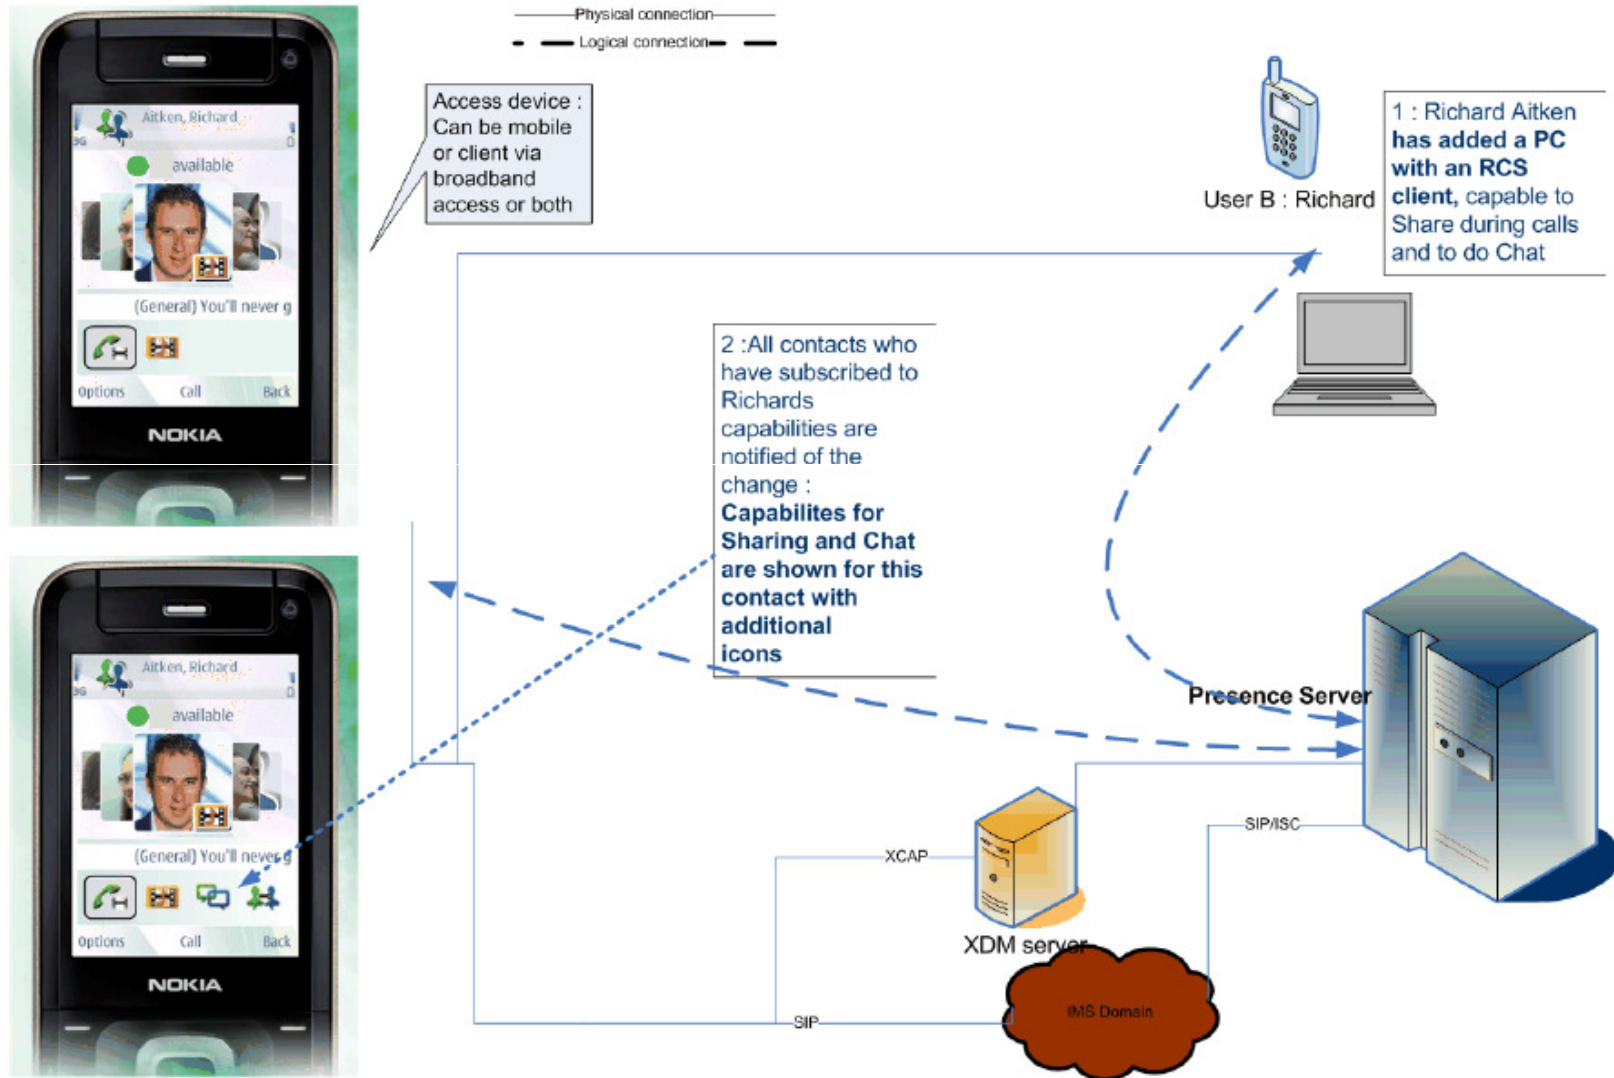 Physical connection
Logical connection
Aitken, Richard
3G
available
(General) You'll never g
Options Call Back
NOKIA
Access device :
Can be mobile
or client via
broadband
access or both
User B : Richard
1 : Richard Aitken
has added a PC
with an RCS
client, capable to
Share during calls
and to do Chat
2 :All contacts who
have subscribed to
Richards
capabilities are
notified of the
change :
Capabilites for
Sharing and Chat
are shown for this
contact with
additional
icons
Aitken, Richard
3G
available
(General) You'll never g
Options Call Back
NOKIA
Presence Server
SIP/ISC
XCAP
XDM server
IMS Domain
SIP